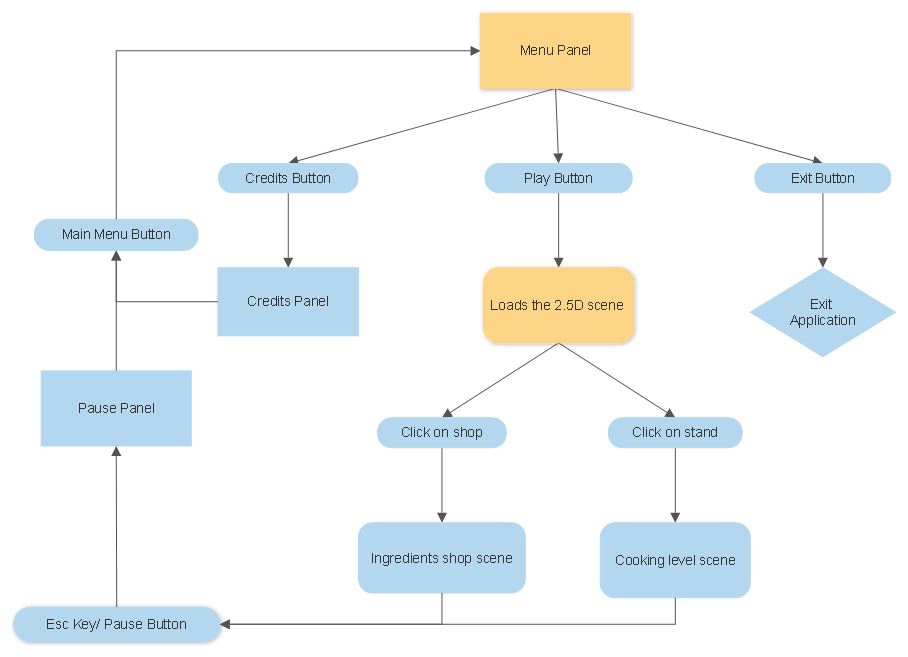 Menu Panel
Credits Button
Play Button
Exit Button
Main Menu Button
Credits Panel
Loads the 2.5D scene
Exit
Application
Pause Panel
Click on shop
Click on stand
Ingredients shop scene
Cooking level scene
Esc Key/ Pause Button